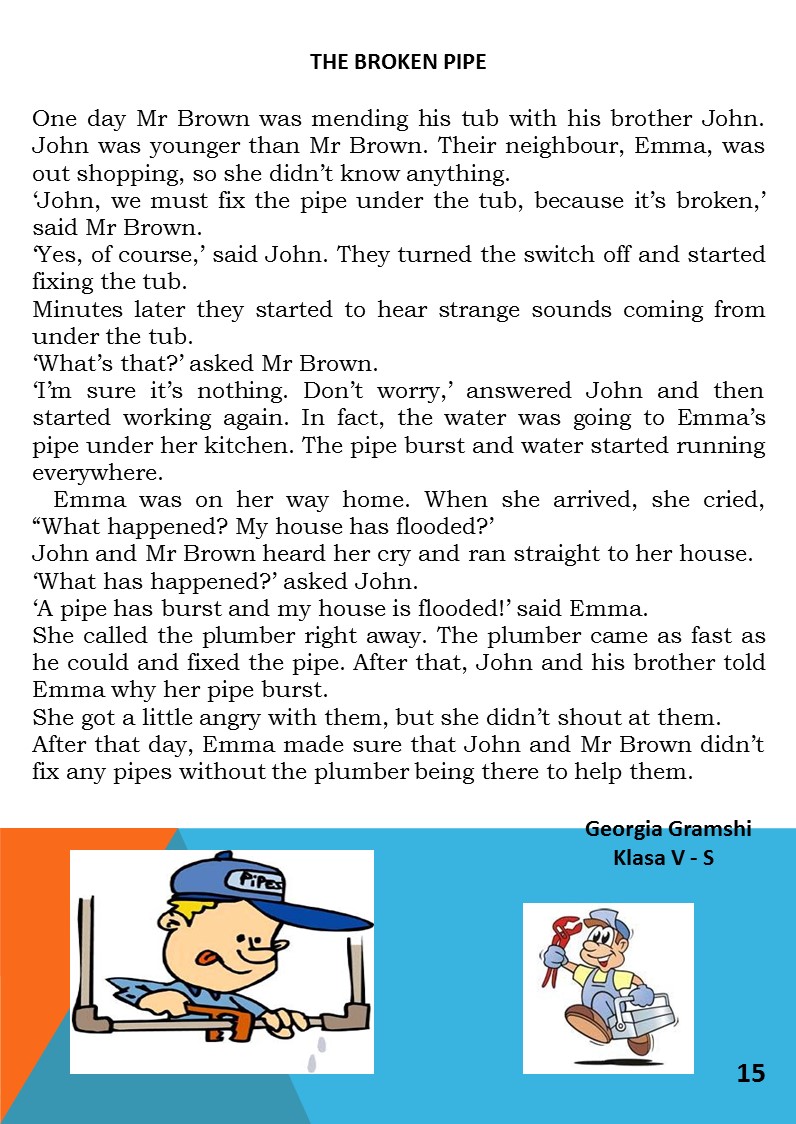 THE BROKEN PIPE
One day Mr Brown was mending his tub with his brother John.
John was younger than Mr Brown. Their neighbour, Emma, was
out shopping, so she didn’t know anything.
‘John, we must fix the pipe under the tub, because it’s broken,’
said Mr Brown.
‘Yes, of course,’ said John. They turned the switch off and started
fixing the tub.
Minutes later they started to hear strange sounds coming from
under the tub.
‘What’s that?’ asked Mr Brown.
‘I’m sure it’s nothing. Don’t worry,’ answered John and then
started working again. In fact, the water was going to Emma’s
pipe under her kitchen. The pipe burst and water started running
everywhere.
Emma was on her way home. When she arrived, she cried,
“What happened? My house has flooded?’
John and Mr Brown heard her cry and ran straight to her house.
‘What has happened?’ asked John.
‘A pipe has burst and my house is flooded!’ said Emma.
She called the plumber right away. The plumber came as fast as
he could and fixed the pipe. After that, John and his brother told
Emma why her pipe burst.
She got a little angry with them, but she didn’t shout at them.
After that day, Emma made sure that John and Mr Brown didn’t
fix any pipes without the plumber being there to help them.
Georgia Gramshi
Klasa V - S
PiPES
15